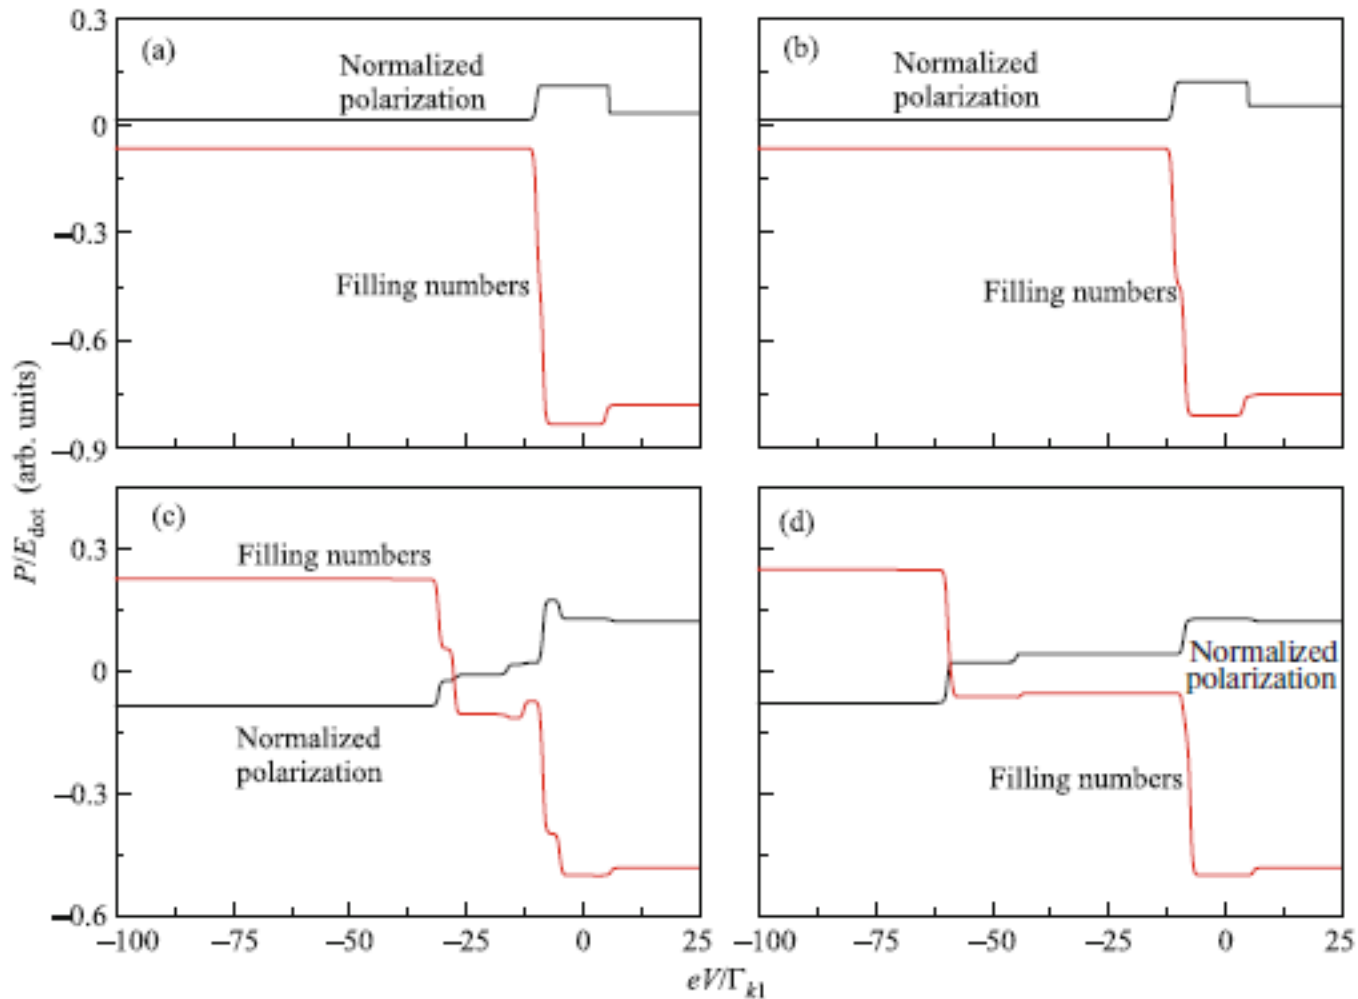 0.3
(a)
Normalized
polarization
0
−0.3
Filling numbers
−0.6
−0.9
(b)
Normalized
polarization
Filling numbers
P/E_dot (arb. units)
(c)
Filling numbers
0.3
0
Normalized
polarization
−0.3
−0.6
−100 −75 −50 −25 0 25
(d)
Normalized
polarization
Filling numbers
−100 −75 −50 −25 0 25
eV/Γ_k1